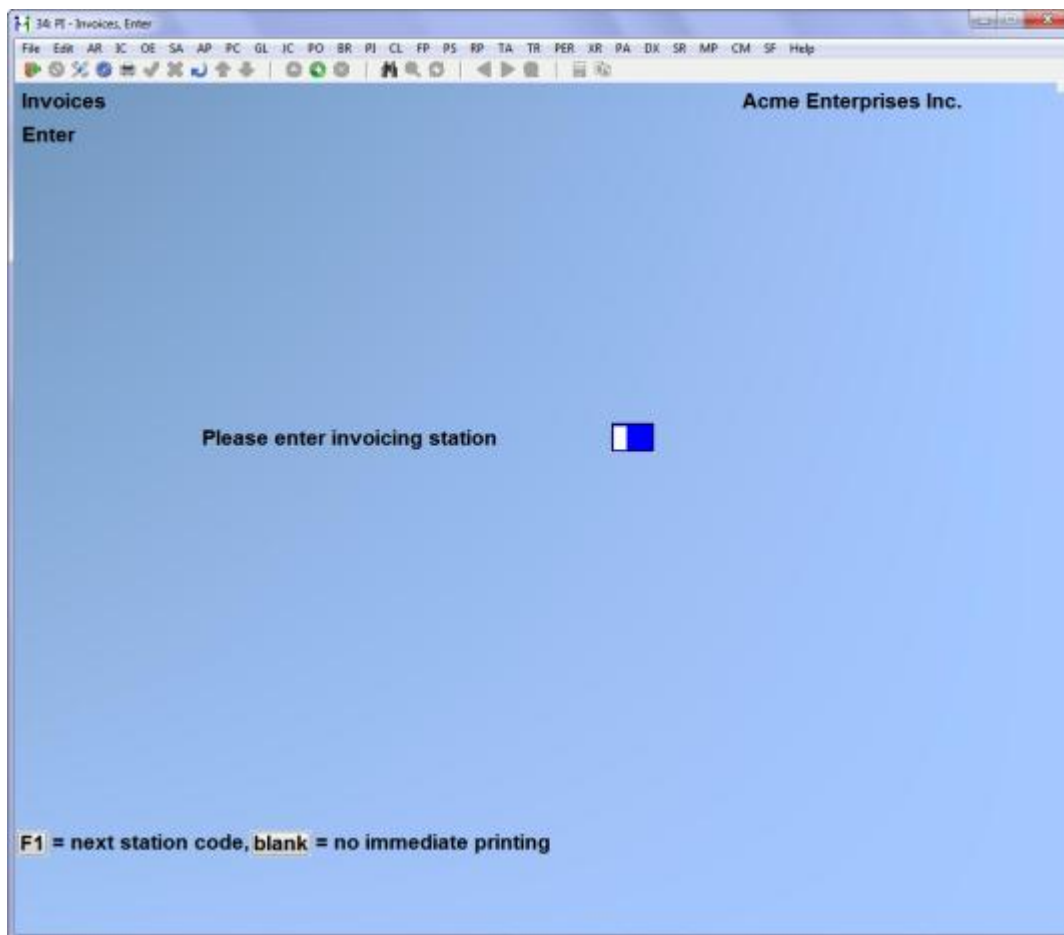 34: PI - Invoices, Enter
File Edit AR IC OE SA AP PC GL JC PO BR PJ CL FP PS RP TA TR PER XR PA DX SR MP CM SF Help
Invoices Acme Enterprises Inc.
Enter
Please enter invoicing station
F1 = next station code, blank = no immediate printing